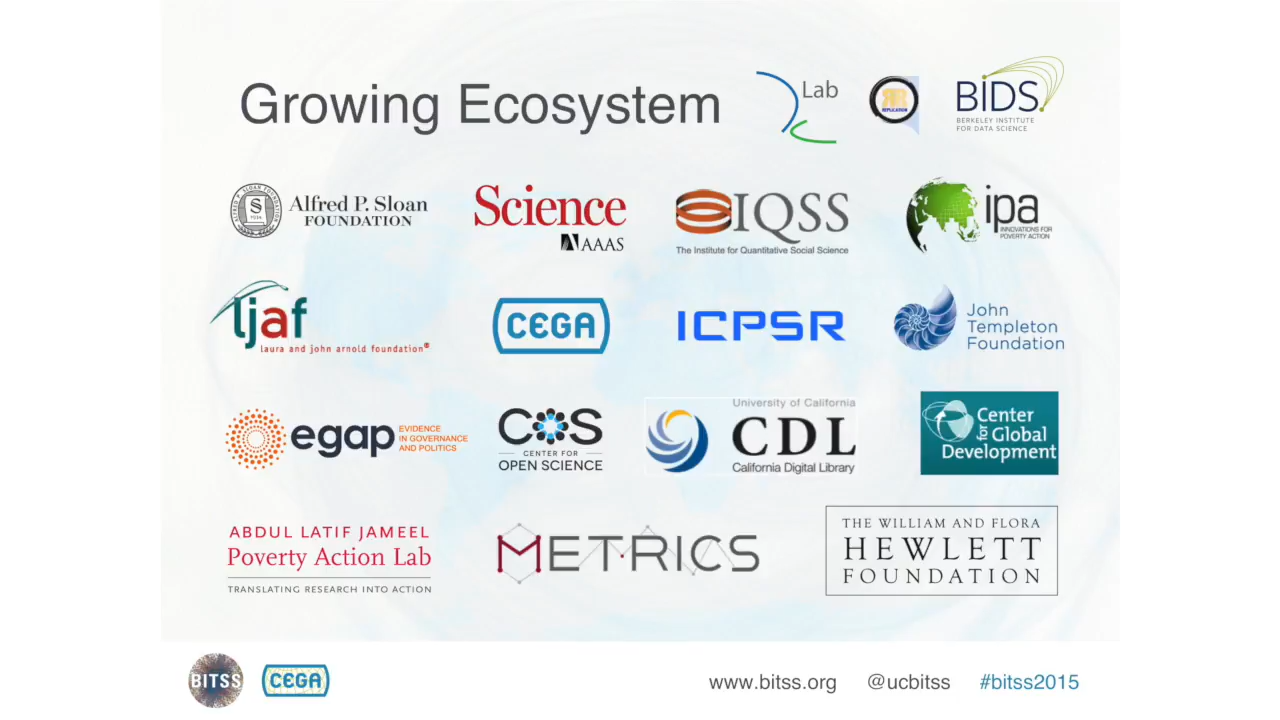 Growing Ecosystem
Lab
REPLICATION
BIDS
BERKELEY INSTITUTE
FOR DATA SCIENCE
Alfred P. Sloan
FOUNDATION
Science
AAAS
IQSS
The Institute for Quantitative Social Science
ipa
INNOVATIONS FOR
POVERTY ACTION
ljaf
laura and john arnold foundation®
CEGA
ICPSR
John
Templeton
Foundation
egap
EVIDENCE
IN GOVERNANCE
AND POLITICS
COS
CENTER FOR
OPEN SCIENCE
University of California
CDL
California Digital Library
Center
for Global
Development
ABDUL LATIF JAMEEL
Poverty Action Lab
TRANSLATING RESEARCH INTO ACTION
METRICS
THE WILLIAM AND FLORA
HEWLETT
FOUNDATION
BITSS
CEGA
www.bitss.org @ucbitss #bitss2015